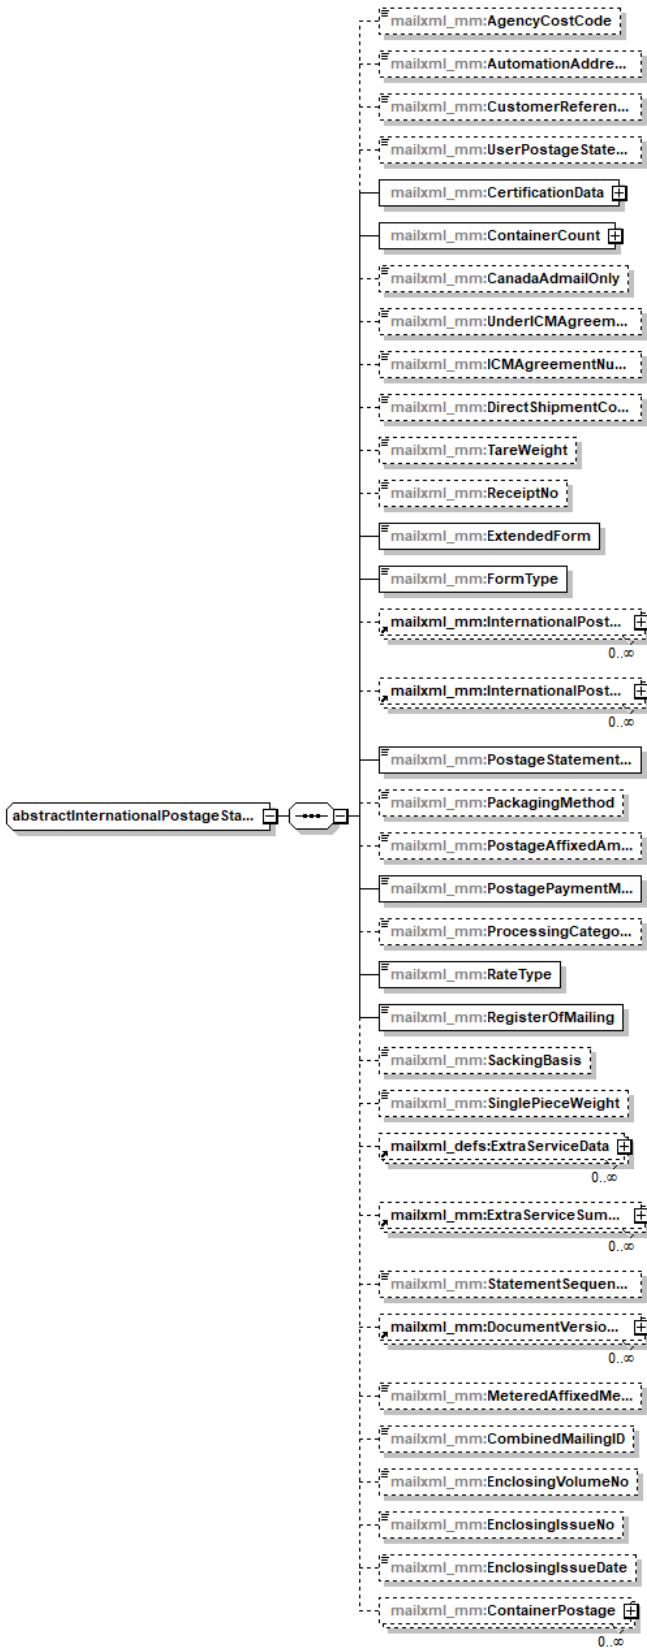 mailxml_mm:AgencyCostCode
mailxml_mm:AutomationAddre...
mailxml_mm:CustomerReferen...
mailxml_mm:UserPostageState...
mailxml_mm:CertificationData
mailxml_mm:ContainerCount
mailxml_mm:CanadaAdmailOnly
mailxml_mm:UnderICMAgreem...
mailxml_mm:ICMAgreementNu...
mailxml_mm:DirectShipmentCo...
mailxml_mm:TareWeight
mailxml_mm:ReceiptNo
mailxml_mm:ExtendedForm
mailxml_mm:FormType
mailxml_mm:InternationalPost...
0..∞
mailxml_mm:InternationalPost...
0..∞
mailxml_mm:PostageStatement...
mailxml_mm:PackagingMethod
abstractInternationalPostageSta...
mailxml_mm:PostageAffixedAm...
mailxml_mm:PostagePaymentM...
mailxml_mm:ProcessingCatego...
mailxml_mm:RateType
mailxml_mm:RegisterOfMailing
mailxml_mm:SackingBasis
mailxml_mm:SinglePieceWeight
mailxml_defs:ExtraServiceData
0..∞
mailxml_mm:ExtraServiceSum...
0..∞
mailxml_mm:StatementSequen...
mailxml_mm:DocumentVersio...
0..∞
mailxml_mm:MeteredAffixedMe...
mailxml_mm:CombinedMailingID
mailxml_mm:EnclosingVolumeNo
mailxml_mm:EnclosingIssueNo
mailxml_mm:EnclosingIssueDate
mailxml_mm:ContainerPostage
0..∞